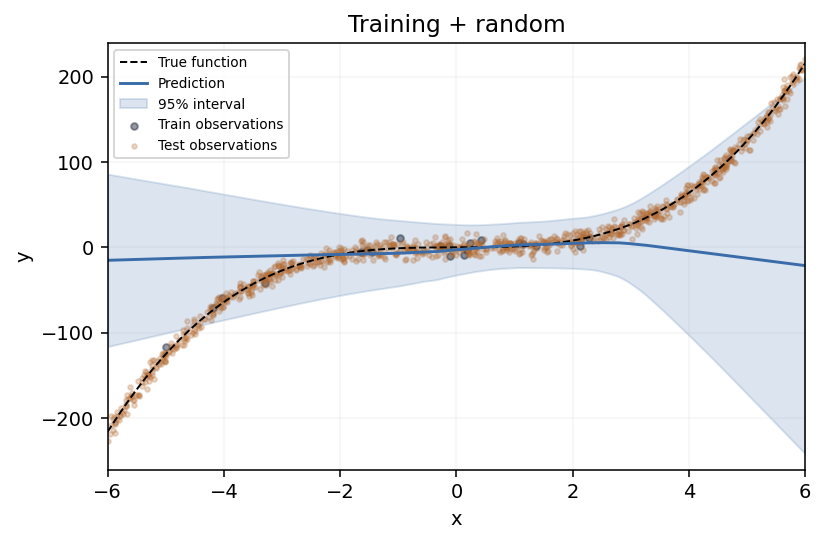 Training + random
True function
Prediction
95% interval
Train observations
Test observations
200
100
0
−100
−200
y
−6 −4 −2 0 2 4 6
x